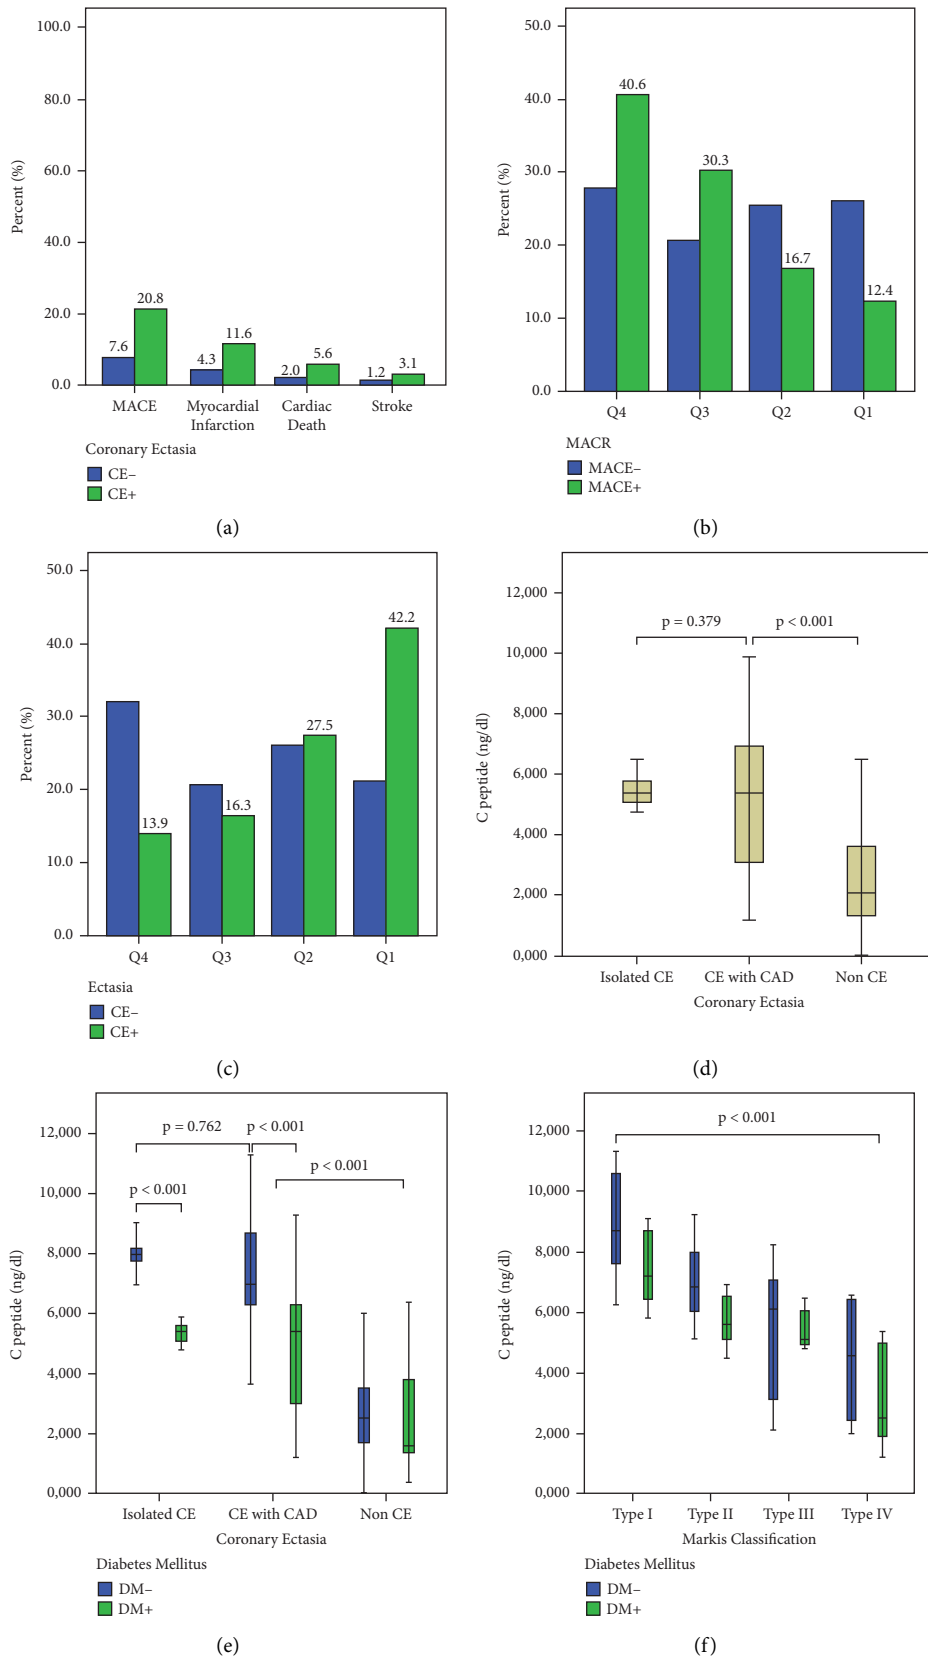 100.0
80.0
60.0
40.0
20.0
0.0
Percent (%)
7.6
20.8
4.3
11.6
2.0
5.6
1.2
3.1
MACE
Myocardial
Infarction
Cardiac
Death
Stroke
Coronary Ectasia
CE–
CE+
(a)
50.0
40.0
30.0
20.0
10.0
0.0
Percent (%)
40.6
30.3
16.7
12.4
Q4
Q3
Q2
Q1
MACR
MACE–
MACE+
(b)
50.0
40.0
30.0
20.0
10.0
0.0
Percent (%)
13.9
16.3
27.5
42.2
Q4
Q3
Q2
Q1
Ectasia
CE–
CE+
(c)
12,000
10,000
8,000
6,000
4,000
2,000
0,000
C peptide (ng/dl)
p = 0.379
p < 0.001
Isolated CE
CE with CAD
Non CE
Coronary Ectasia
(d)
12,000
10,000
8,000
6,000
4,000
2,000
0,000
C peptide (ng/dl)
p = 0.762
p < 0.001
p < 0.001
p < 0.001
Isolated CE
CE with CAD
Non CE
Coronary Ectasia
Diabetes Mellitus
DM–
DM+
(e)
12,000
10,000
8,000
6,000
4,000
2,000
0,000
C peptide (ng/dl)
p < 0.001
Type I
Type II
Type III
Type IV
Markis Classification
Diabetes Mellitus
DM–
DM+
(f)